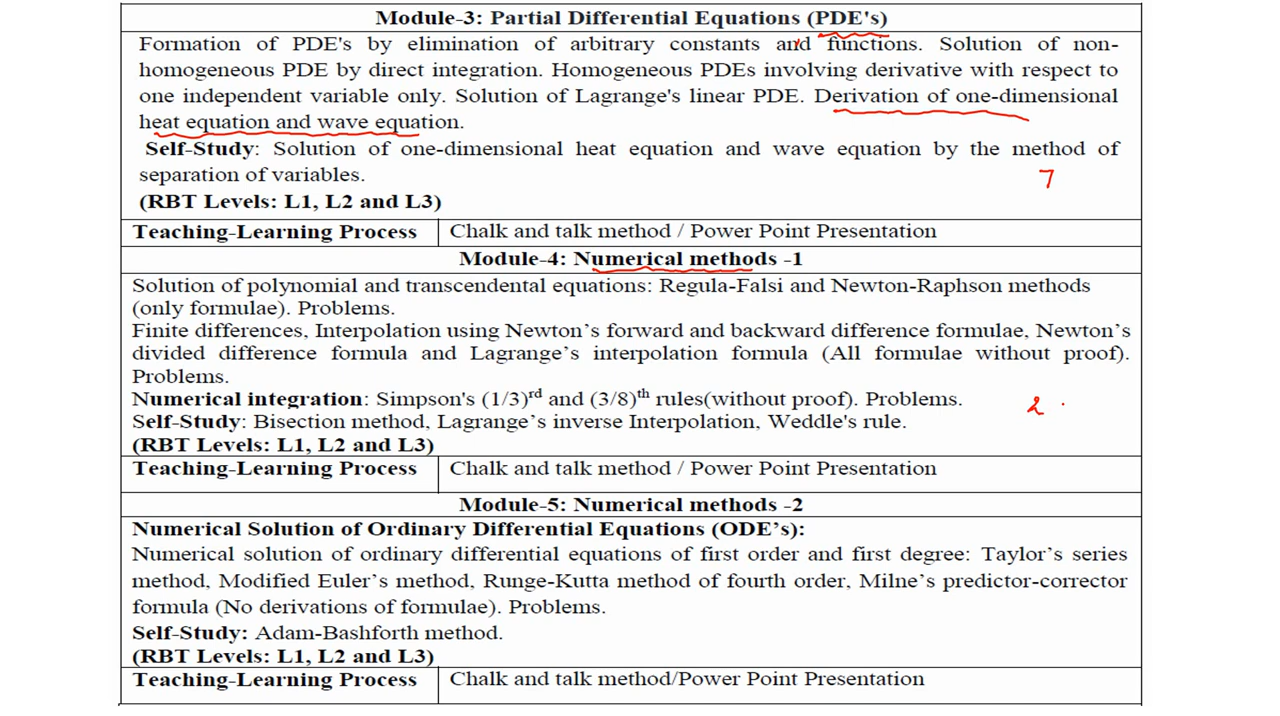 Module-3: Partial Differential Equations (PDE's)
Formation of PDE's by elimination of arbitrary constants and functions. Solution of non-
homogeneous PDE by direct integration. Homogeneous PDEs involving derivative with respect to
one independent variable only. Solution of Lagrange's linear PDE. Derivation of one-dimensional
heat equation and wave equation.
Self-Study: Solution of one-dimensional heat equation and wave equation by the method of
separation of variables.
7
(RBT Levels: L1, L2 and L3)
Teaching-Learning Process Chalk and talk method / Power Point Presentation
Module-4: Numerical methods -1
Solution of polynomial and transcendental equations: Regula-Falsi and Newton-Raphson methods
(only formulae). Problems.
Finite differences, Interpolation using Newton's forward and backward difference formulae, Newton's
divided difference formula and Lagrange's interpolation formula (All formulae without proof).
Problems.
Numerical integration: Simpson's (1/3)rd and (3/8)th rules(without proof). Problems.
2
Self-Study: Bisection method, Lagrange's inverse Interpolation, Weddle's rule.
(RBT Levels: L1, L2 and L3)
Teaching-Learning Process Chalk and talk method / Power Point Presentation
Module-5: Numerical methods -2
Numerical Solution of Ordinary Differential Equations (ODE's):
Numerical solution of ordinary differential equations of first order and first degree: Taylor's series
method, Modified Euler's method, Runge-Kutta method of fourth order, Milne's predictor-corrector
formula (No derivations of formulae). Problems.
Self-Study: Adam-Bashforth method.
(RBT Levels: L1, L2 and L3)
Teaching-Learning Process Chalk and talk method/Power Point Presentation